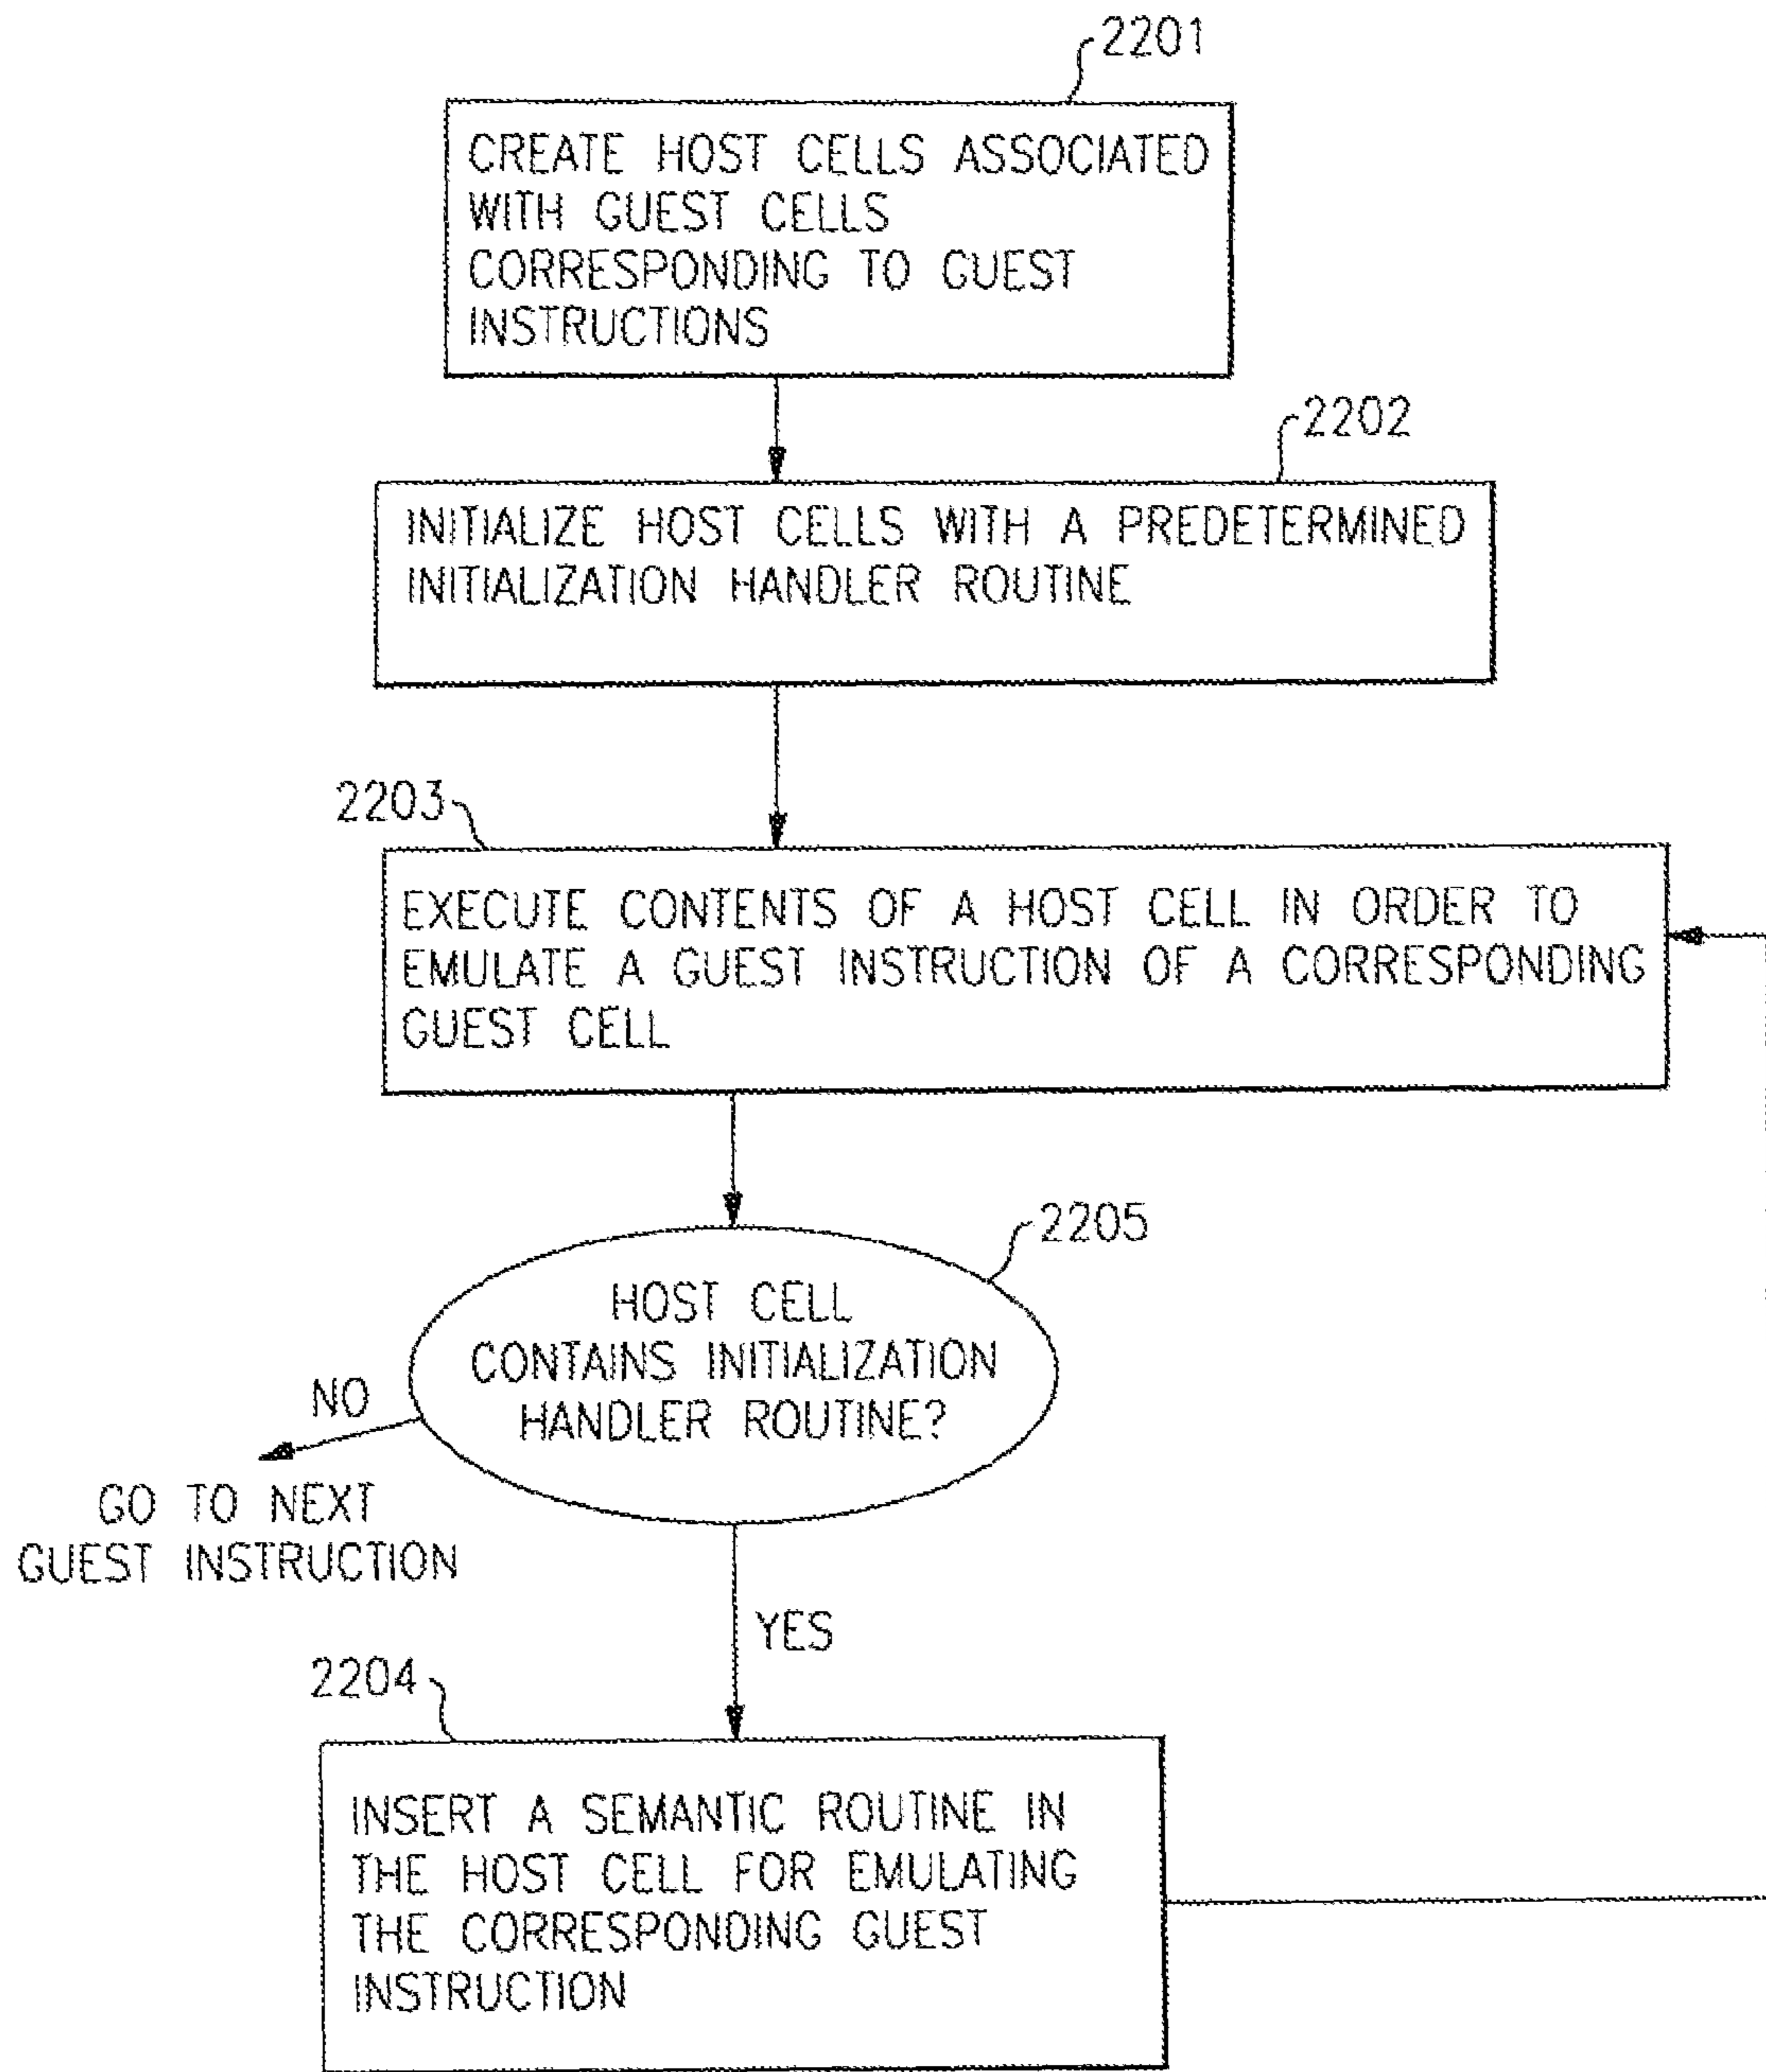 2201
CREATE HOST CELLS ASSOCIATED
WITH GUEST CELLS
CORRESPONDING TO GUEST
INSTRUCTIONS
2202
INITIALIZE HOST CELLS WITH A PREDETERMINED
INITIALIZATION HANDLER ROUTINE
2203
EXECUTE CONTENTS OF A HOST CELL IN ORDER TO
EMULATE A GUEST INSTRUCTION OF A CORRESPONDING
GUEST CELL
2205
HOST CELL
CONTAINS INITIALIZATION
HANDLER ROUTINE?
NO
GO TO NEXT
GUEST INSTRUCTION
YES
2204
INSERT A SEMANTIC ROUTINE IN
THE HOST CELL FOR EMULATING
THE CORRESPONDING GUEST
INSTRUCTION